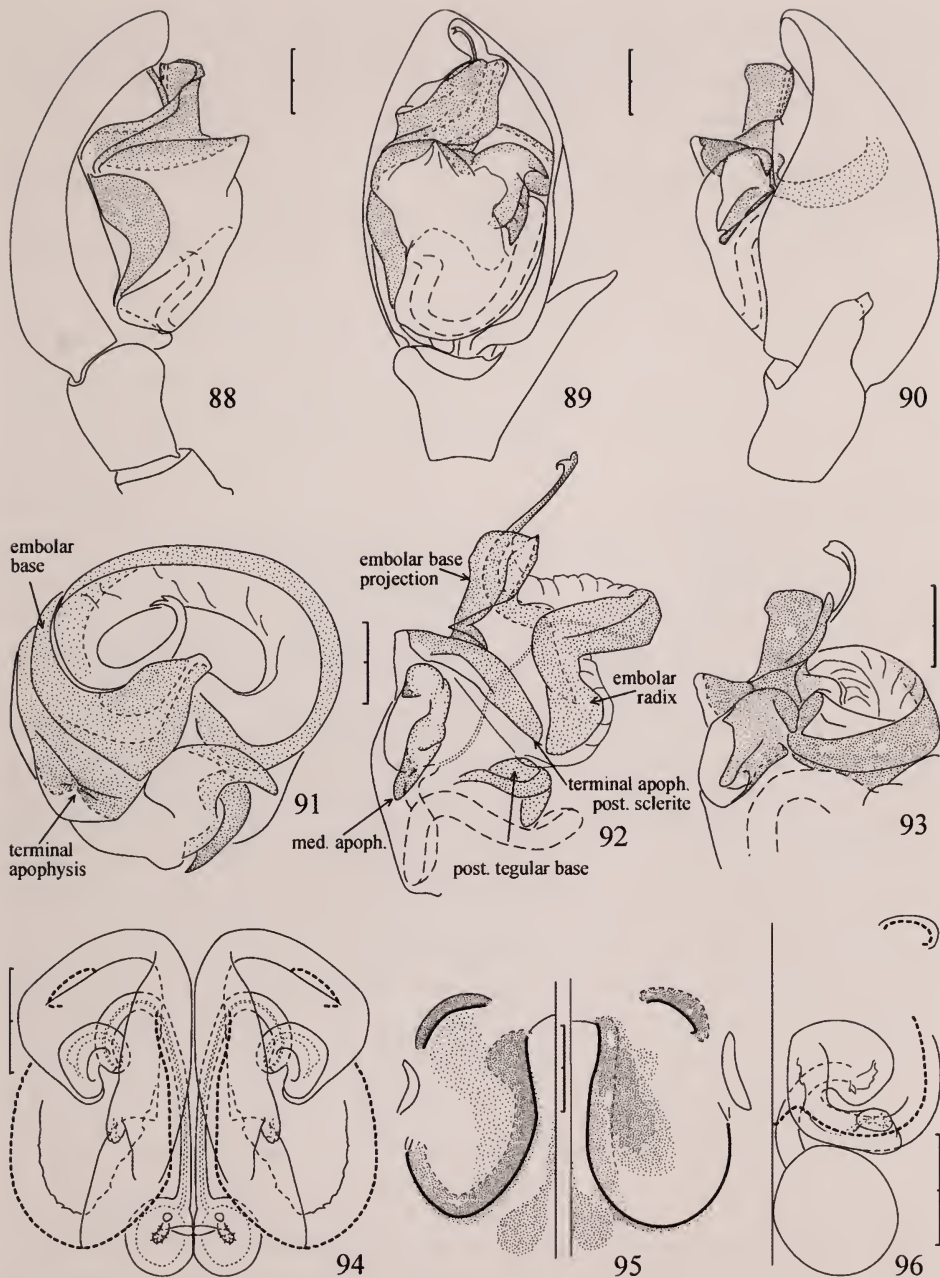 88
89
90
embolar
base
terminal
apophysis
91
embolar base
projection
embolar
radix
terminal apoph.
post. sclerite
med. apoph.
post. tegular base
92
93
94
95
96